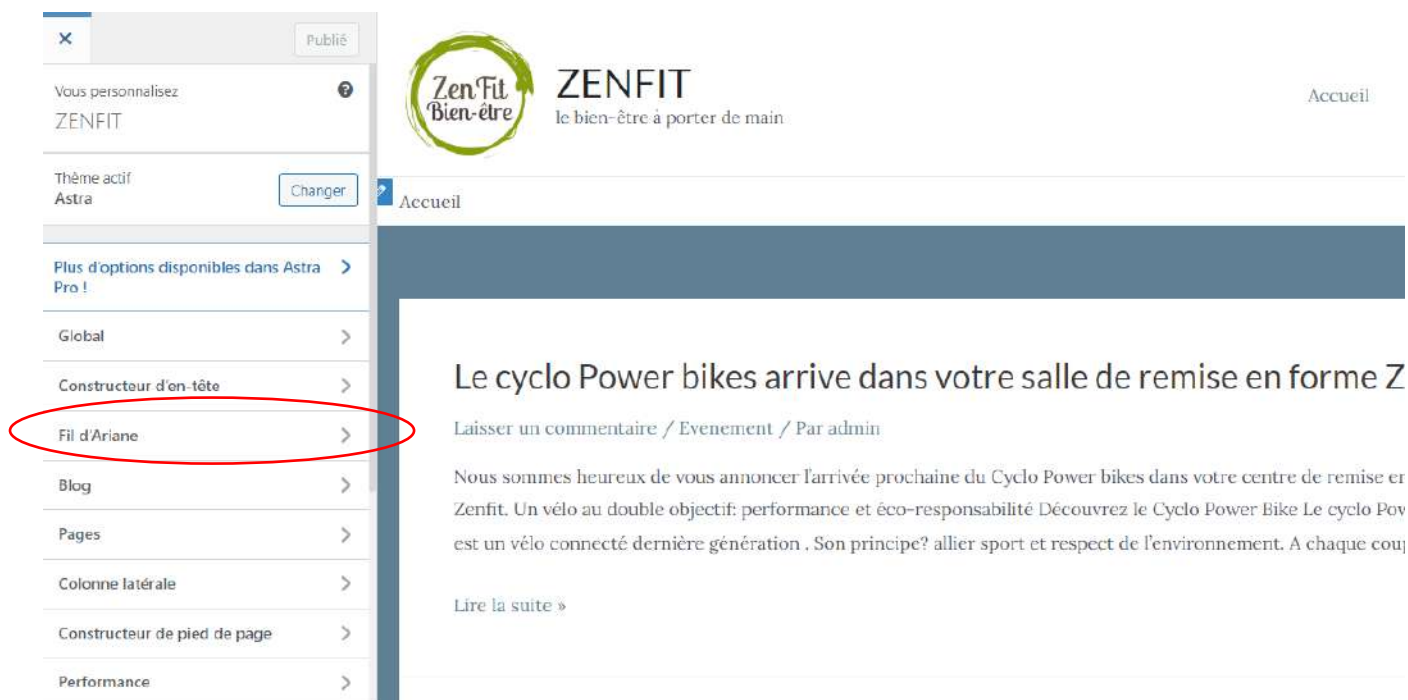 Publié
Vous personnalisez
ZENFIT
Thème actif
Astra
Changer
Plus d'options disponibles dans Astra
Pro !
Global
Constructeur d'en-tête
Fil d'Ariane
Blog
Pages
Colonne latérale
Constructeur de pied de page
Performance
Zen'Fit
Bien-être
ZENFIT
le bien-être à porter de main
Accueil
Accueil
Le cyclo Power bikes arrive dans votre salle de remise en forme Z
Laisser un commentaire / Evenement / Par admin
Nous sommes heureux de vous annoncer l'arrivée prochaine du Cyclo Power bikes dans votre centre de remise en
Zenfit. Un vélo au double objectif: performance et éco-responsabilité Découvrez le Cyclo Power Bike Le cyclo Pow
est un vélo connecté dernière génération . Son principe? allier sport et respect de l'environnement. A chaque coup
Lire la suite »